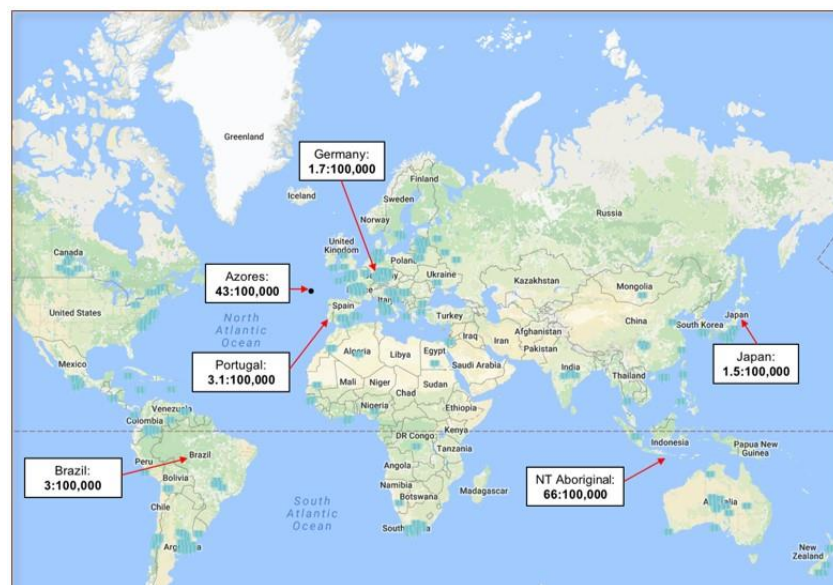 Greenland
Germany:
1.7:100,000
Iceland
Finland
Sweden
Norway
Russia
Canada
United
Kingdom
Poland
Azores:
43:100,000
Ukraine
Kazakhstan
Mongolia
United States
Spain
Turkey
North
Atlantic
Ocean
China
South Korea
Japan
Afghanistan
Iraq
Iran
Pakistan
Portugal:
3.1:100,000
Algeria
Libya
Egypt
Saudi Arabia
Japan:
1.5:100,000
Mexico
Mali
Niger
Chad
Sudan
India
Thailand
Nigeria
Ethiopia
Venezuela
Colombia
DR Congo
Kenya
Tanzania
Indonesia
Papua New
Guinea
Brazil:
3:100,000
Peru
Brazil
Bolivia
Angola
Namibia
Botswana
Madagascar
NT Aboriginal:
66:100,000
Chile
South
Atlantic
Ocean
New
Zealand